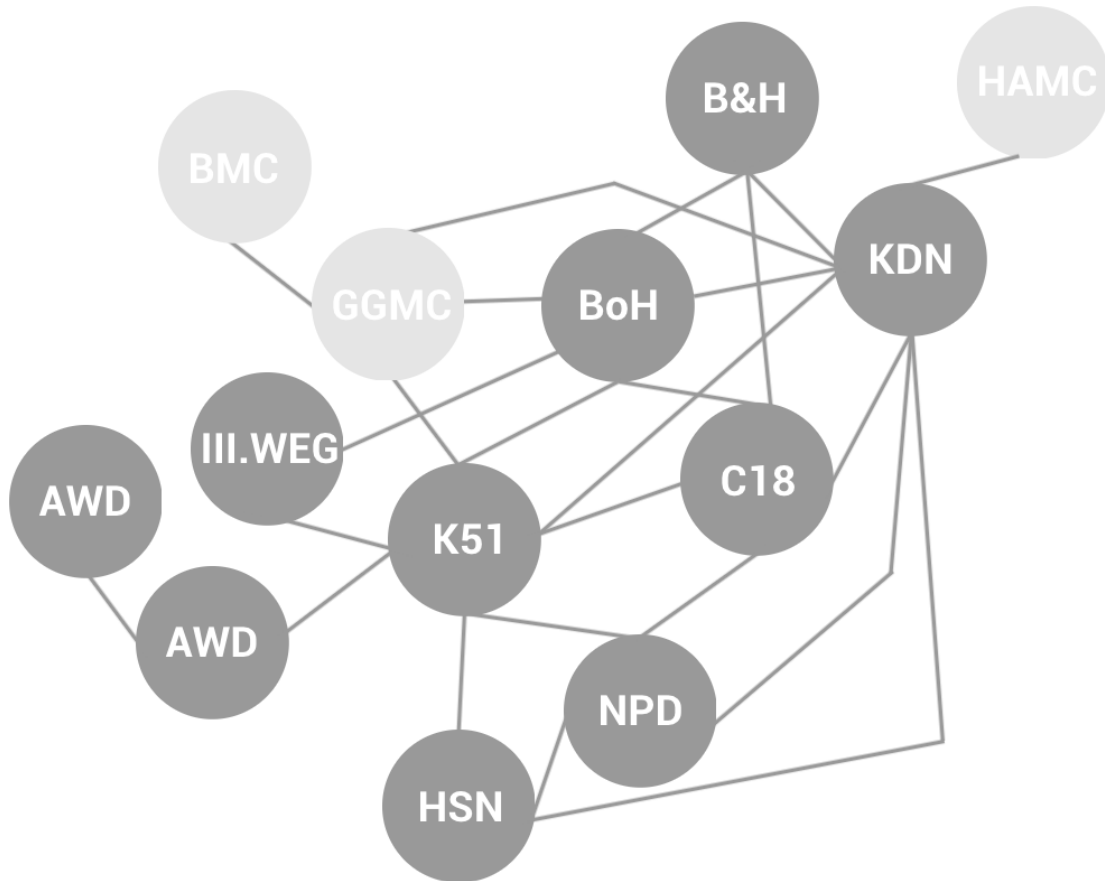 B&H
HAMC
BMC
KDN
GGMC
BoH
III.WEG
AWD
C18
K51
AWD
NPD
HSN